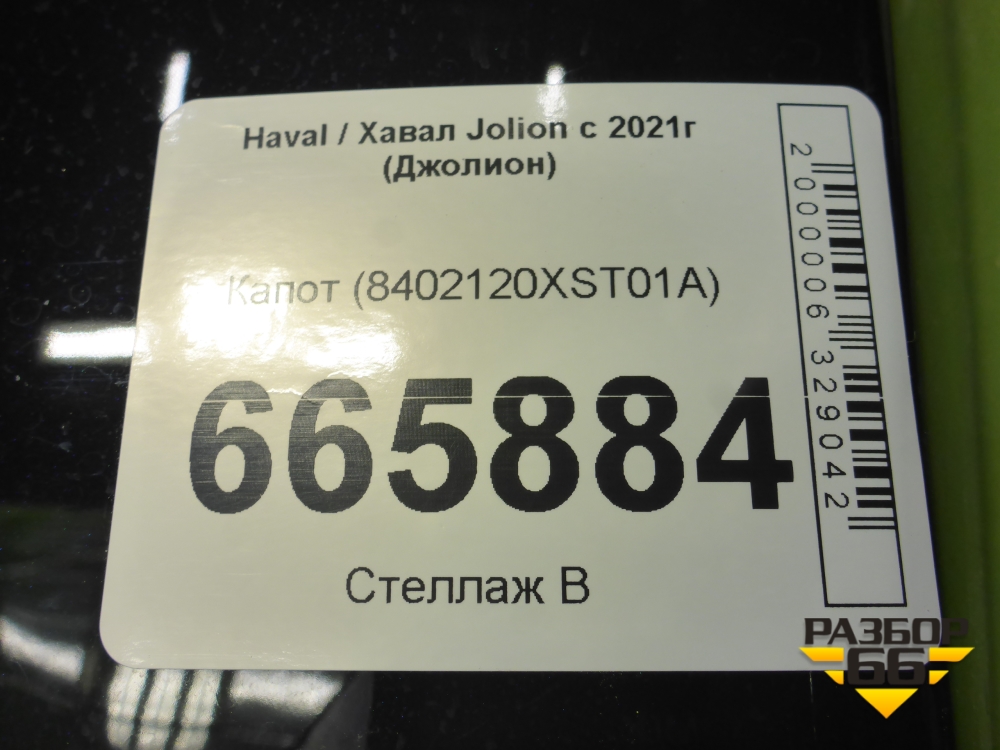 Haval / Хавал Jolion с 2021г
(Джолион)
Капот (8402120XST01A)
665884
Стеллаж В
2000006329042
РАЗБОР
66